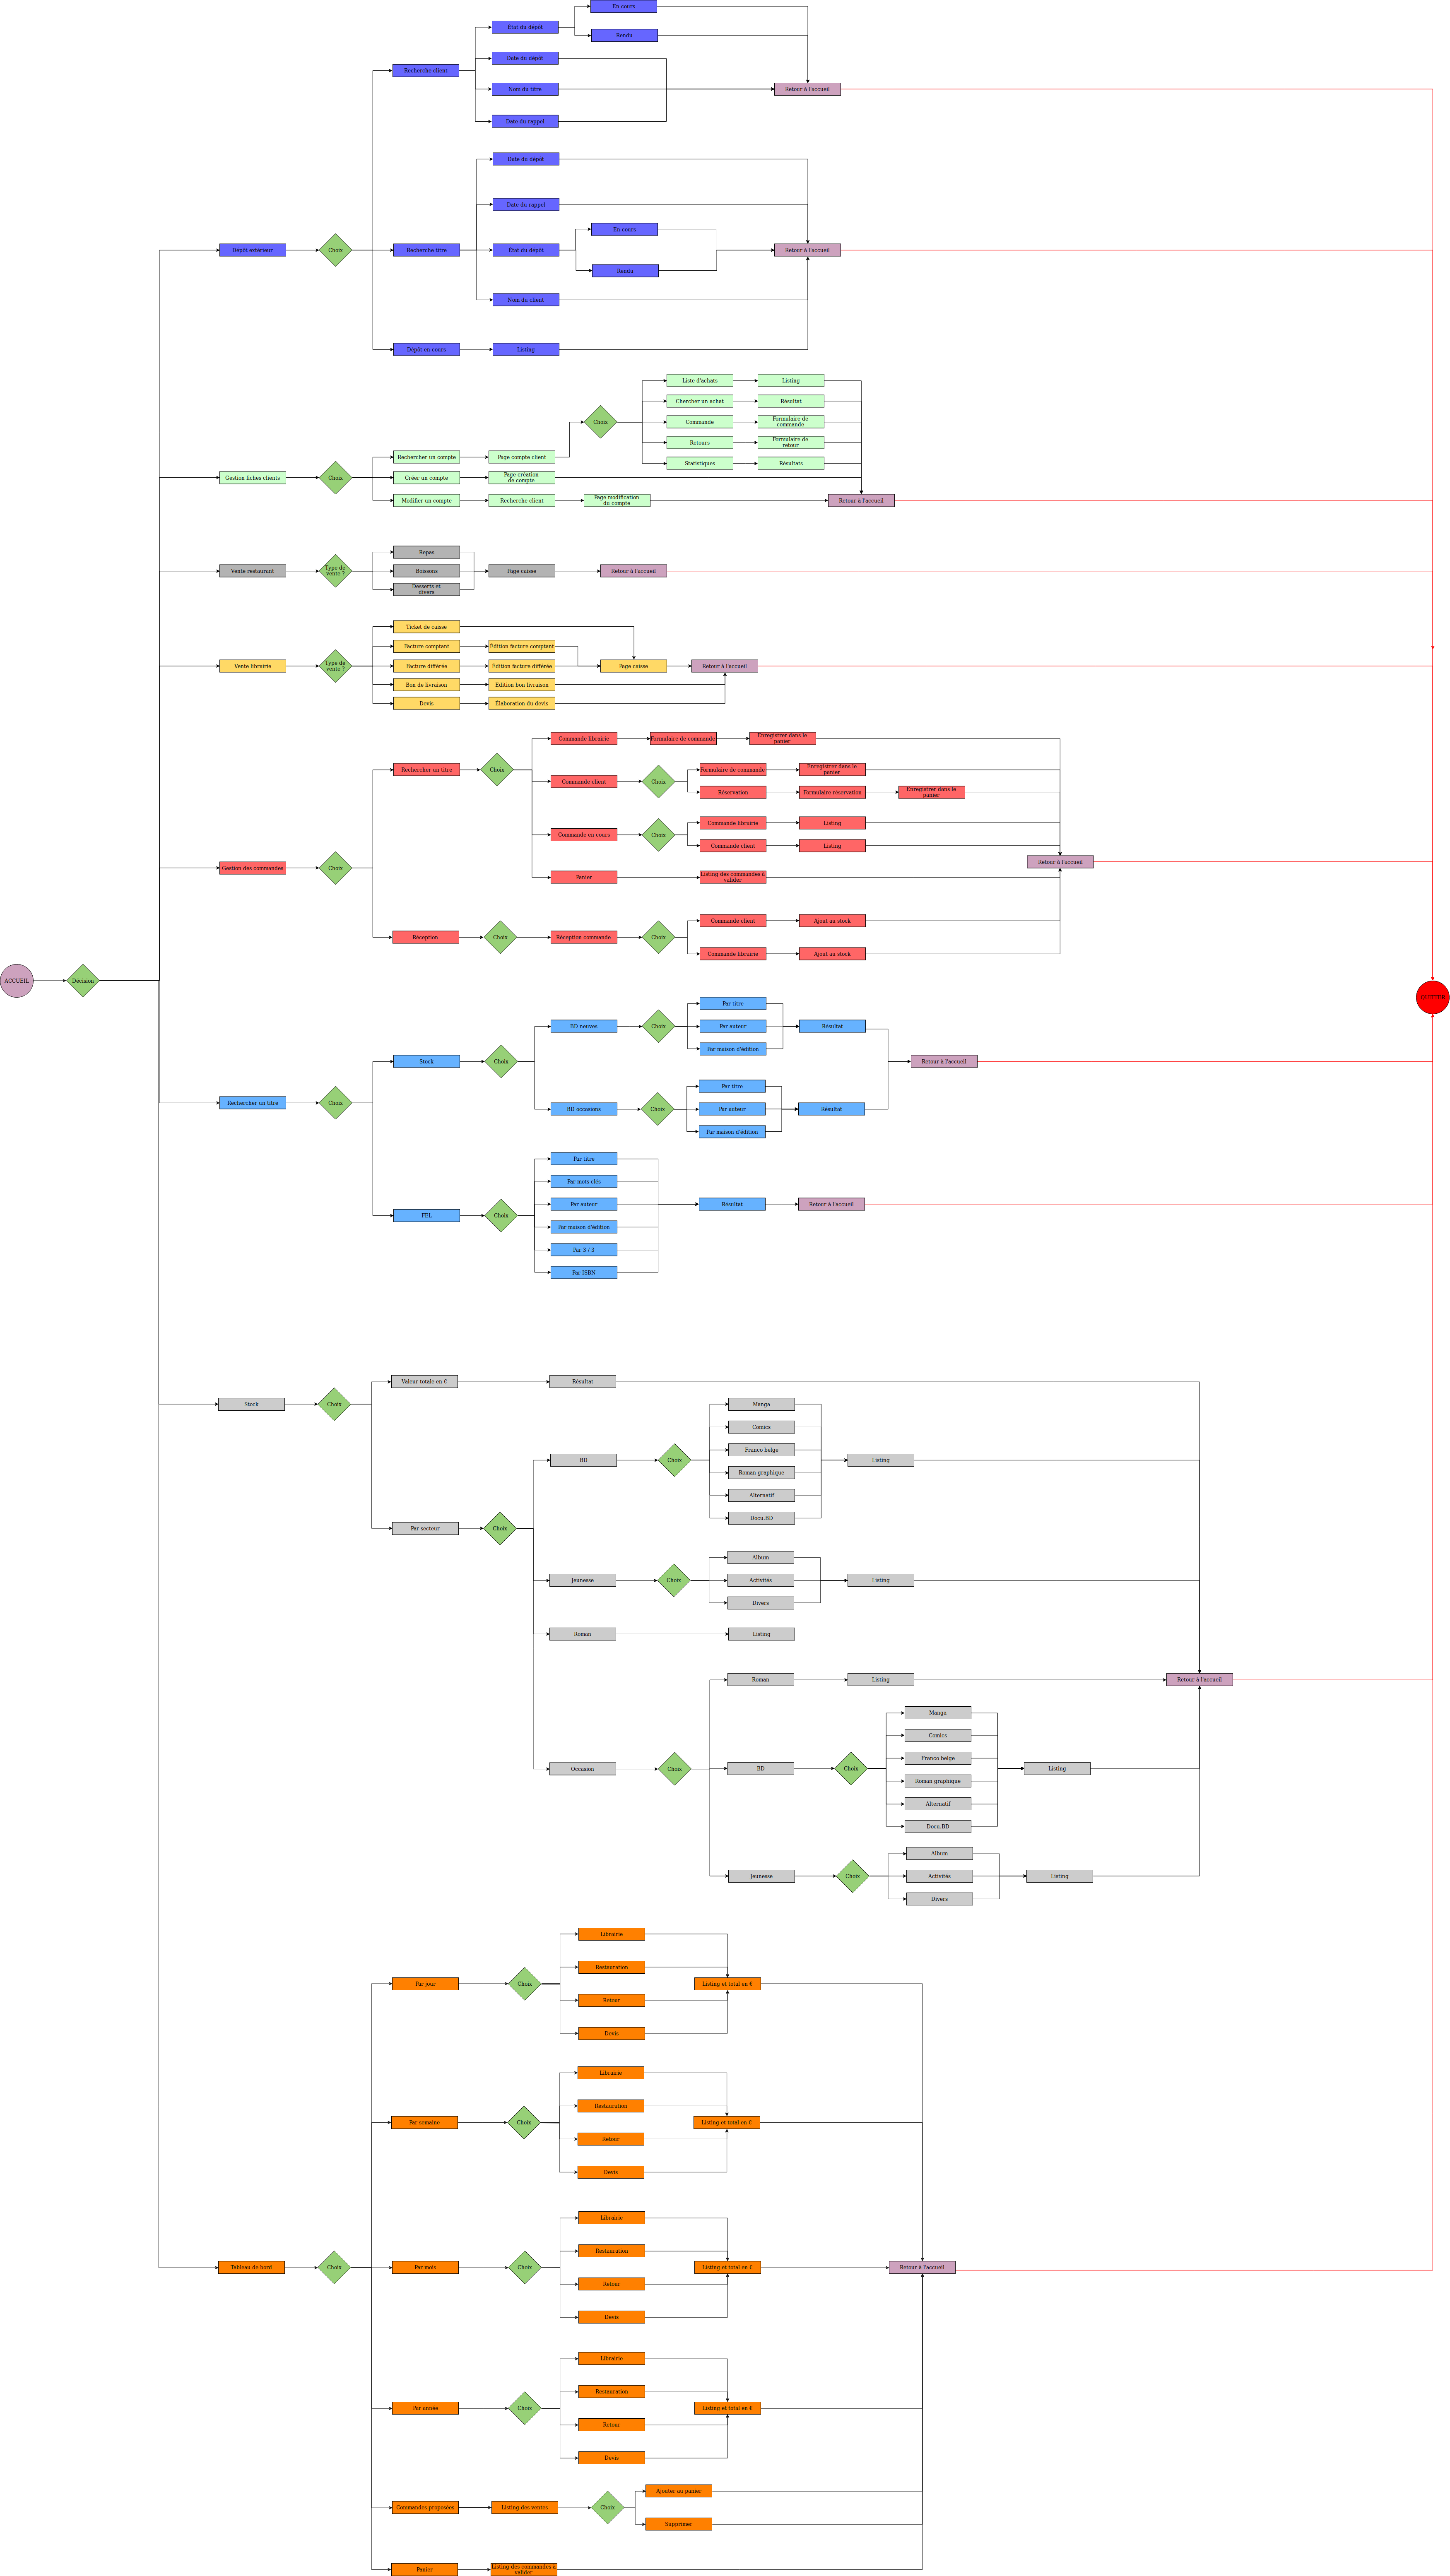 En cours
État du dépôt
Rendu
Date du dépôt
Recherche client
Nom du titre
Retour à l'accueil
Date du rappel
Date du dépôt
Date du rappel
En cours
Dépôt extérieur
Choix
Recherche titre
État du dépôt
Retour à l'accueil
Rendu
Nom du client
Dépôt en cours
Listing
Liste d'achats
Listing
Chercher un achat
Résultat
Choix
Commande
Formulaire de
commande
Retours
Formulaire de
retour
Rechercher un compte
Page compte client
Statistiques
Résultats
Gestion fiches clients
Choix
Créer un compte
Page création
de compte
Modifier un compte
Recherche client
Page modification
du compte
Retour à l'accueil
Repas
Vente restaurant
Type de
vente ?
Boissons
Page caisse
Retour à l'accueil
Desserts et
divers
Ticket de caisse
Facture comptant
Édition facture comptant
Vente librairie
Type de
vente ?
Facture différée
Édition facture différée
Page caisse
Retour à l'accueil
Bon de livraison
Édition bon livraison
Devis
Élaboration du devis
Commande librairie
Formulaire de commande
Enregistrer dans le
panier
Rechercher un titre
Choix
Formulaire de commande
Enregistrer dans le
panier
Commande client
Choix
Réservation
Formulaire réservation
Enregistrer dans le
panier
Commande librairie
Listing
Commande en cours
Choix
Commande client
Listing
Retour à l'accueil
Gestion des commandes
Choix
Panier
Listing des commandes à
valider
Commande client
Ajout au stock
Réception
Choix
Réception commande
Choix
Commande librairie
Ajout au stock
ACCUEIL
Décision
Par titre
BD neuves
Choix
Par auteur
Résultat
Par maison d'édition
Stock
Choix
Retour à l'accueil
Par titre
Rechercher un titre
Choix
BD occasions
Choix
Par auteur
Résultat
Par maison d'édition
Par titre
Par mots clés
Par auteur
Résultat
Retour à l'accueil
FEL
Choix
Par maison d'édition
Par 3 / 3
Par ISBN
Valeur totale en €
Résultat
Stock
Choix
Manga
Comics
Franco belge
BD
Choix
Listing
Roman graphique
Alternatif
Docu.BD
Par secteur
Choix
Album
Jeunesse
Choix
Activités
Listing
Divers
Roman
Listing
Roman
Listing
Retour à l'accueil
Manga
Comics
Franco belge
Occasion
Choix
BD
Choix
Listing
Roman graphique
Alternatif
Docu.BD
Album
Jeunesse
Choix
Activités
Listing
Divers
Librairie
Restauration
Par jour
Choix
Listing et total en €
Retour
Devis
Librairie
Restauration
Par semaine
Choix
Listing et total en €
Retour
Devis
Librairie
Restauration
Tableau de bord
Choix
Par mois
Choix
Listing et total en €
Retour à l'accueil
Retour
Devis
Librairie
Restauration
Par année
Choix
Listing et total en €
Retour
Devis
Ajouter au panier
Commandes proposées
Listing des ventes
Choix
Supprimer
Panier
Listing des commandes à
valider